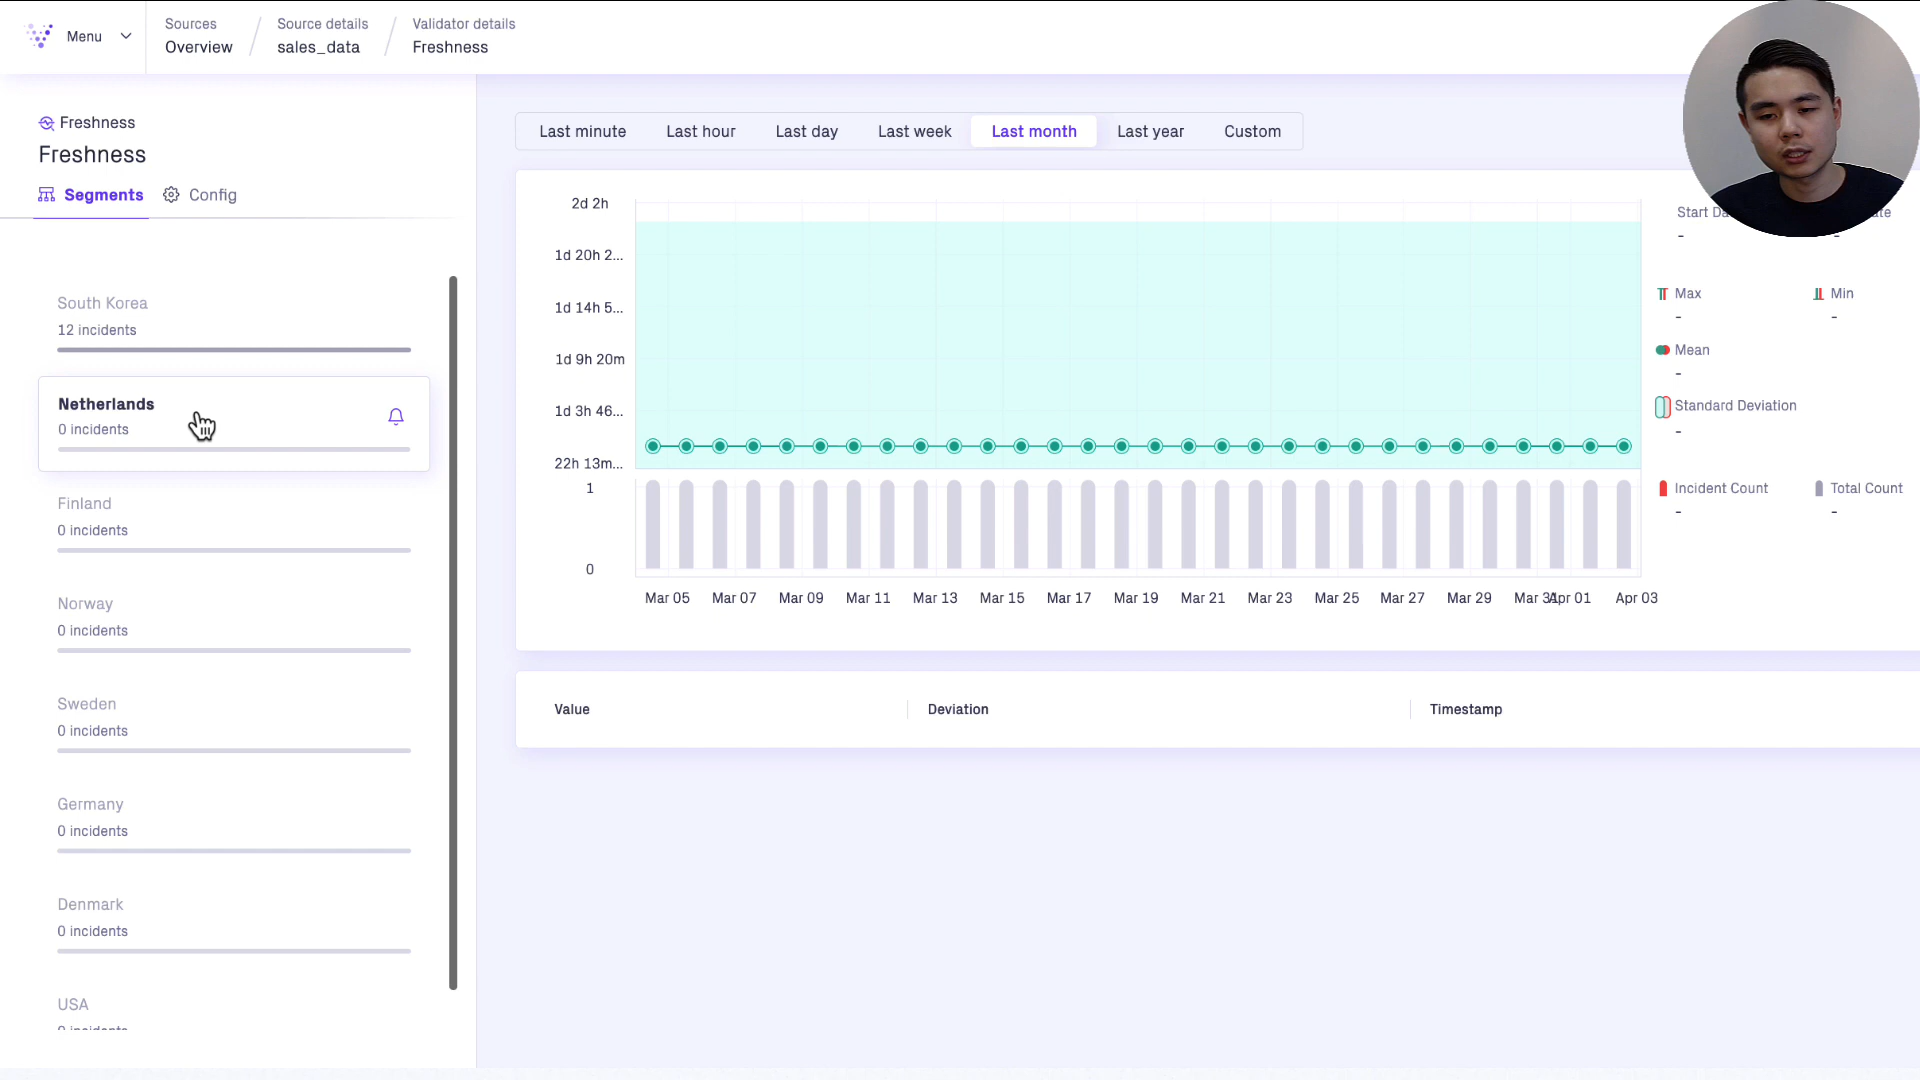 Menu
Sources
Overview
Source details
sales_data
Validator details
Freshness
Freshness
Freshness
Segments
Config
South Korea
12 incidents
Netherlands
0 incidents
Finland
0 incidents
Norway
0 incidents
Sweden
0 incidents
Germany
0 incidents
Denmark
0 incidents
USA
0 incidents
Last minute
Last hour
Last day
Last week
Last month
Last year
Custom
2d 2h
1d 20h 2...
1d 14h 5...
1d 9h 20m
1d 3h 46...
22h 13m...
1
0
Mar 05
Mar 07
Mar 09
Mar 11
Mar 13
Mar 15
Mar 17
Mar 19
Mar 21
Mar 23
Mar 25
Mar 27
Mar 29
Mar 31
Apr 01
Apr 03
Start
-
-
Max
-
Min
-
Mean
-
Standard Deviation
-
Incident Count
-
Total Count
-
Value
Deviation
Timestamp